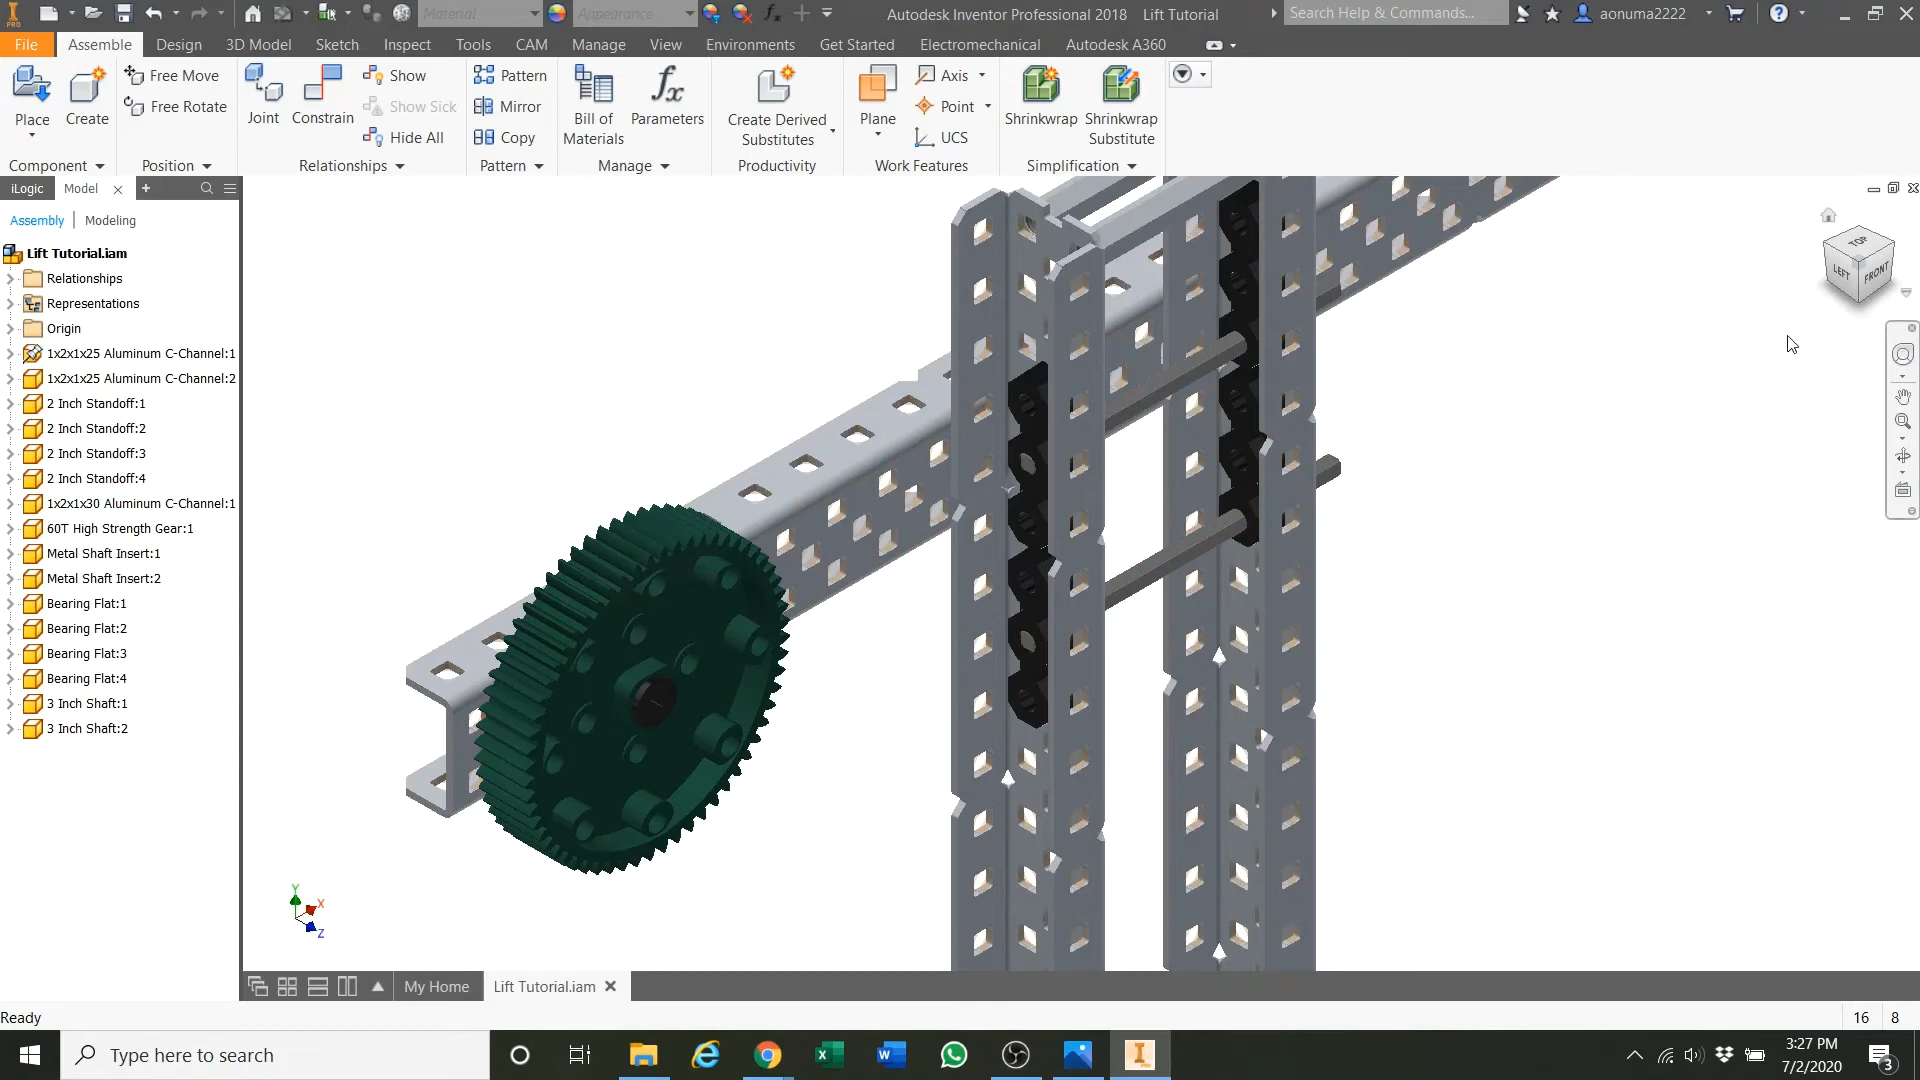 PRO
Material
Appearance
fx
Autodesk Inventor Professional 2018 Lift Tutorial
Search Help & Commands...
aonuma2222
File Assemble Design 3D Model Sketch Inspect Tools CAM Manage View Environments Get Started Electromechanical Autodesk A360
Place
Create
Free Move
Free Rotate
Joint
Constrain
Show
Show Sick
Hide All
Pattern
Mirror
Copy
Bill of
Materials
fx
Parameters
Create Derived
Substitutes
Plane
Axis
Point
UCS
Shrinkwrap
Shrinkwrap
Substitute
Component Position Relationships Pattern Manage Productivity Work Features Simplification
iLogic Model
Assembly Modeling
Lift Tutorial.iam
Relationships
Representations
Origin
1x2x1x25 Aluminum C-Channel:1
1x2x1x25 Aluminum C-Channel:2
2 Inch Standoff:1
2 Inch Standoff:2
2 Inch Standoff:3
2 Inch Standoff:4
1x2x1x30 Aluminum C-Channel:1
60T High Strength Gear:1
Metal Shaft Insert:1
Metal Shaft Insert:2
Bearing Flat:1
Bearing Flat:2
Bearing Flat:3
Bearing Flat:4
3 Inch Shaft:1
3 Inch Shaft:2
TOP
LEFT FRONT
Y
X
Z
My Home Lift Tutorial.iam
Ready
16 8
Type here to search
3:27 PM
7/2/2020
3